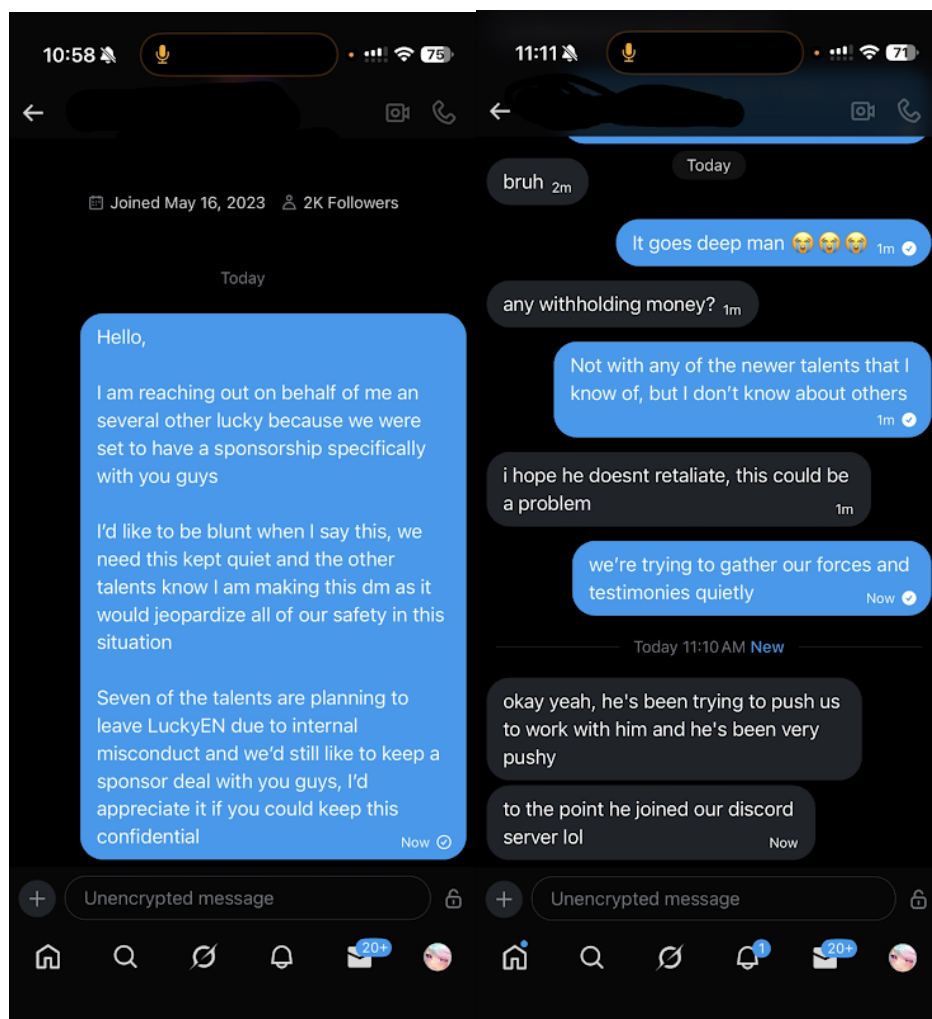 10:58
75
Joined May 16, 2023 2K Followers
Today
Hello,
I am reaching out on behalf of me an
several other lucky because we were
set to have a sponsorship specifically
with you guys
I'd like to be blunt when I say this, we
need this kept quiet and the other
talents know I am making this dm as it
would jeopardize all of our safety in this
situation
Seven of the talents are planning to
leave LuckyEN due to internal
misconduct and we'd still like to keep a
sponsor deal with you guys, I'd
appreciate it if you could keep this
confidential
Now
Unencrypted message
20+
11:11
71
Today
bruh 2m
It goes deep man 😭😭😭 1m
any withholding money? 1m
Not with any of the newer talents that I
know of, but I don't know about others
1m
i hope he doesnt retaliate, this could be
a problem
1m
we're trying to gather our forces and
testimonies quietly
Now
Today 11:10 AM New
okay yeah, he's been trying to push us
to work with him and he's been very
pushy
to the point he joined our discord
server lol
Now
Unencrypted message
1
20+